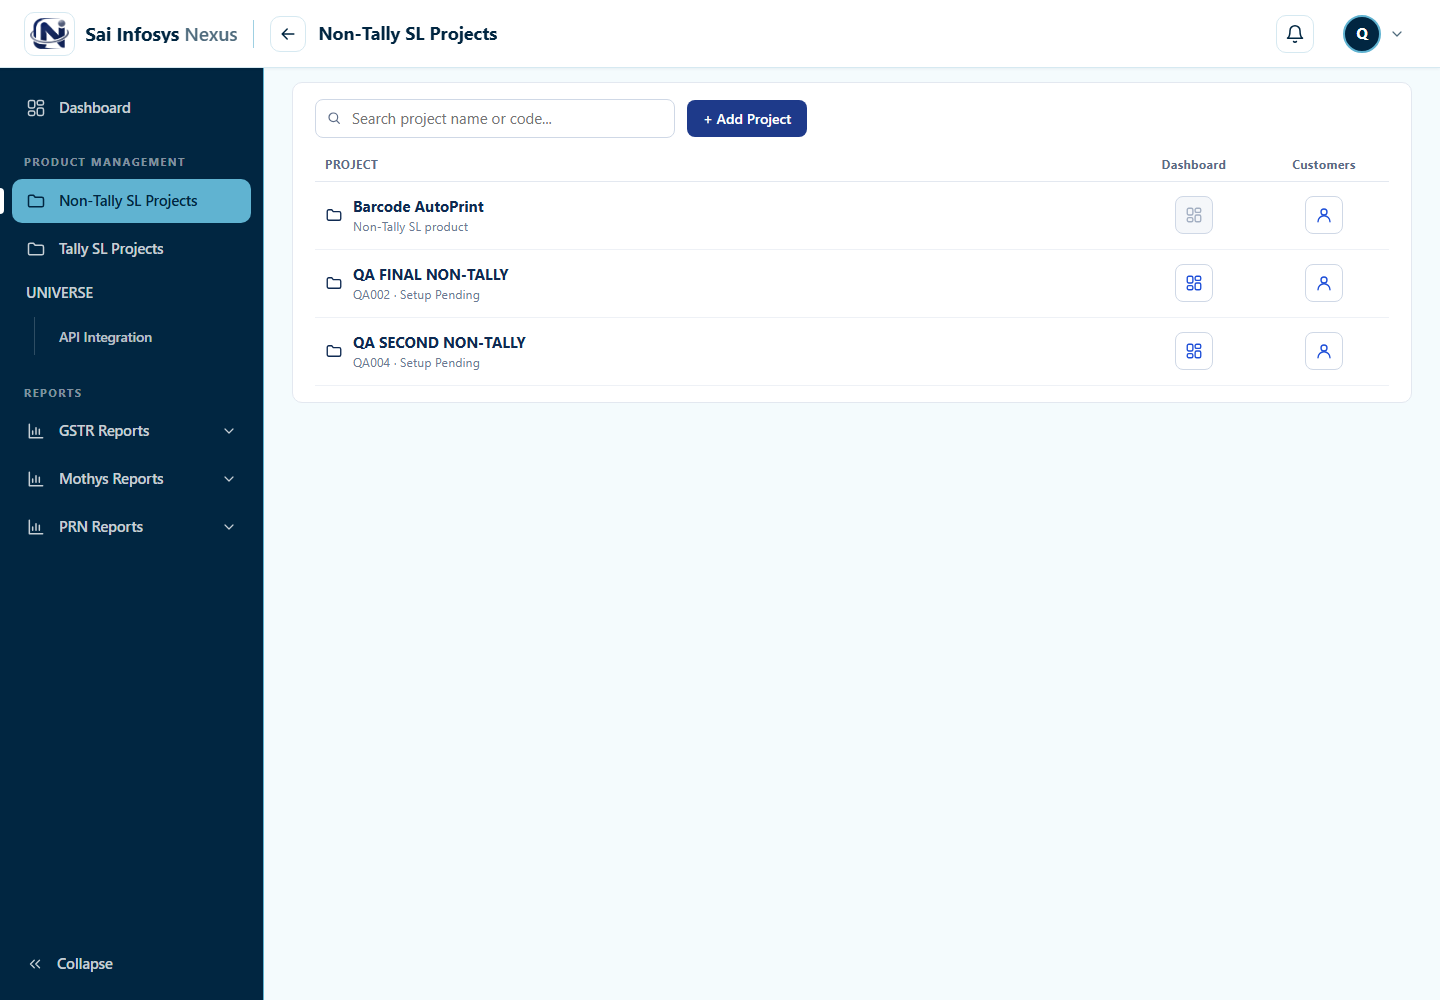 Sai Infosys Nexus
Non-Tally SL Projects
Q
Dashboard
PRODUCT MANAGEMENT
Non-Tally SL Projects
Tally SL Projects
UNIVERSE
API Integration
REPORTS
GSTR Reports
Mothys Reports
PRN Reports
Collapse
Search project name or code...
+ Add Project
PROJECT Dashboard Customers
Barcode AutoPrint
Non-Tally SL product
QA FINAL NON-TALLY
QA002 · Setup Pending
QA SECOND NON-TALLY
QA004 · Setup Pending